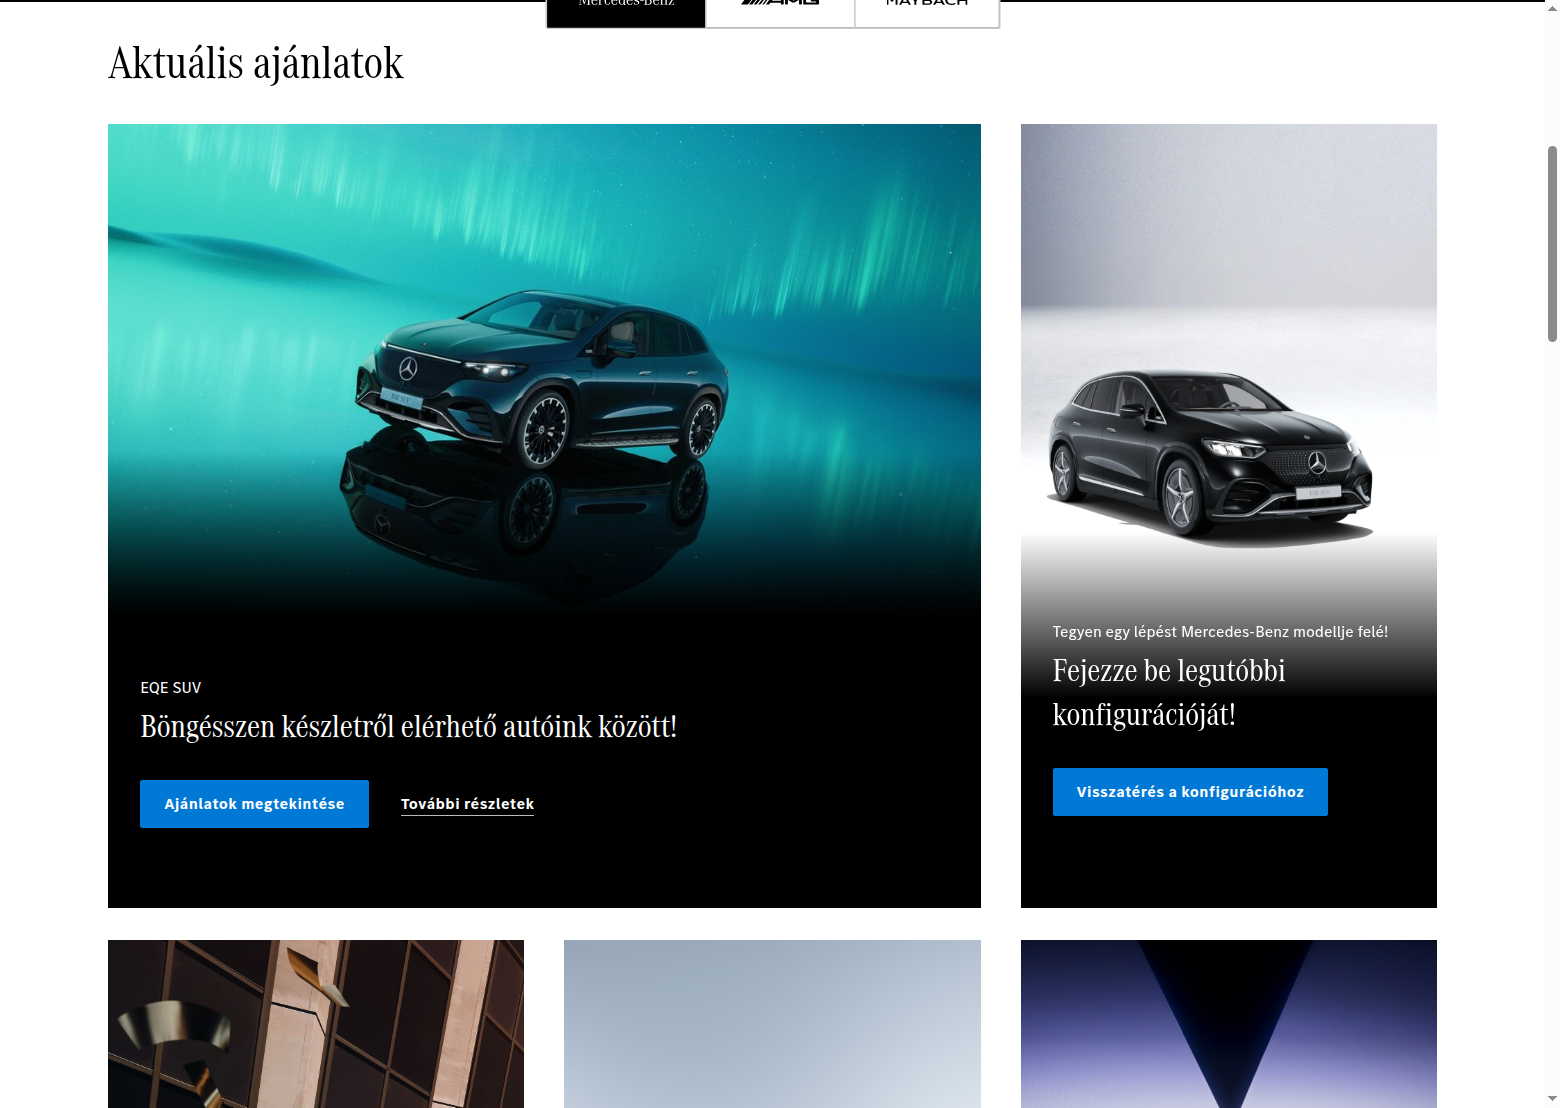 Mercedes-Benz
AMG
MAYBACH
Aktuális ajánlatok
EQE SUV
Böngésszen készletről elérhető autóink között!
Ajánlatok megtekintése
További részletek
Tegyen egy lépést Mercedes-Benz modellje felé!
Fejezze be legutóbbi
konfigurációját!
Visszatérés a konfigurációhoz